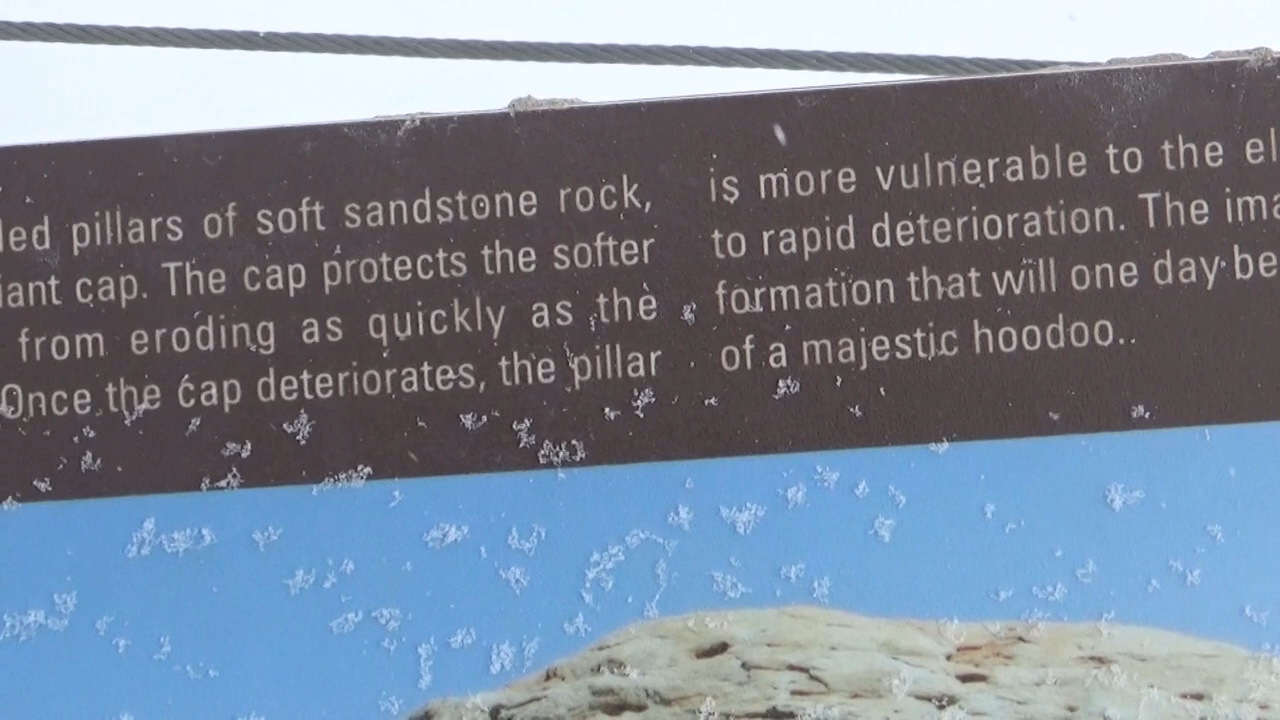 led pillars of soft sandstone rock,
iant cap. The cap protects the softer
from eroding as quickly as the
Once the cap deteriorates, the pillar
is more vulnerable to the el
to rapid deterioration. The ima
formation that will one day be
of a majestic hoodoo..